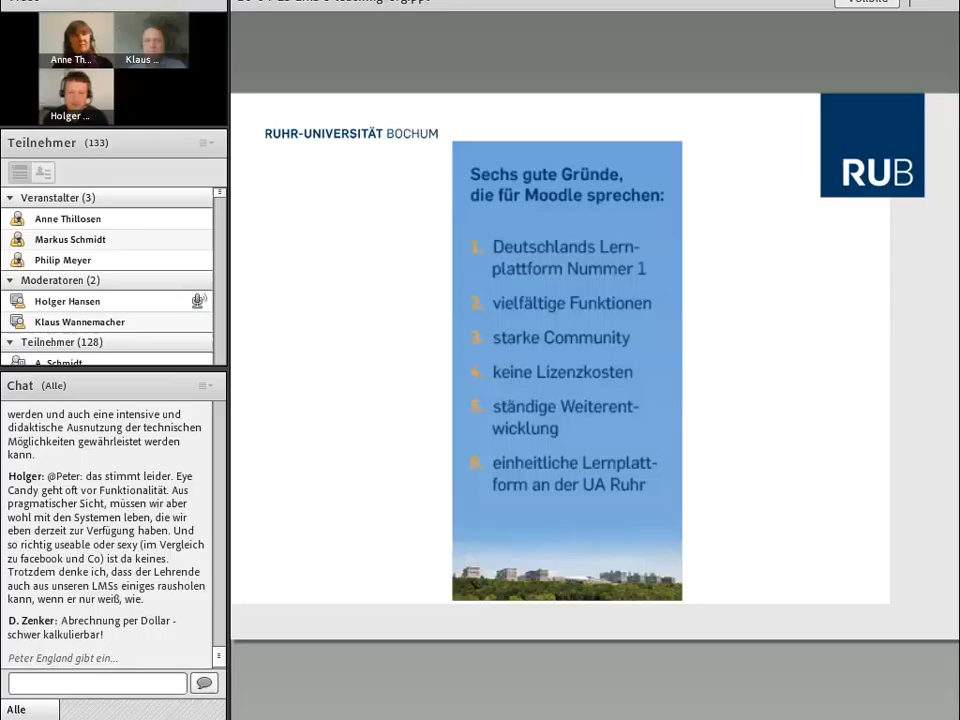 Vollbild
Anne Th...
Klaus ...
Holger ...
Teilnehmer (133)
Veranstalter (3)
Anne Thillosen
Markus Schmidt
Philip Meyer
Moderatoren (2)
Holger Hansen
Klaus Wannemacher
Teilnehmer (128)
A. Schmidt
Chat (Alle)
werden und auch eine intensive und
didaktische Ausnutzung der technischen
Möglichkeiten gewährleistet werden
kann.
Holger: @Peter: das stimmt leider. Eye
Candy geht oft vor Funktionalität. Aus
pragmatischer Sicht, müssen wir aber
wohl mit den Systemen leben, die wir
eben derzeit zur Verfügung haben. Und
so richtig useable oder sexy (im Vergleich
zu facebook und Co) ist da keines.
Trotzdem denke ich, dass der Lehrende
auch aus unseren LMSs einiges rausholen
kann, wenn er nur weiß, wie.
D. Zenker: Abrechnung per Dollar -
schwer kalkulierbar!
Peter England gibt ein...
Alle
RUHR-UNIVERSITÄT BOCHUM
RUB
Sechs gute Gründe,
die für Moodle sprechen:
1. Deutschlands Lern-
plattform Nummer 1
2. vielfältige Funktionen
3. starke Community
4. keine Lizenzkosten
5. ständige Weiterent-
wicklung
6. einheitliche Lernplatt-
form an der UA Ruhr